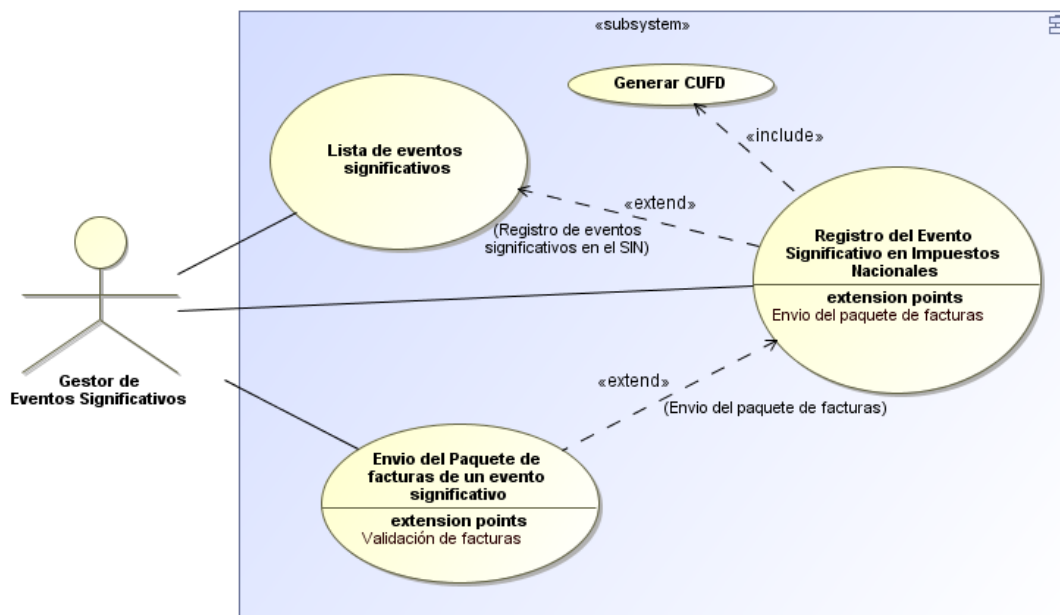 «subsystem»
Generar CUFD
«include»
Lista de eventos
significativos
«extend»
(Registro de eventos
significativos en el SIN)
Registro del Evento
Significativo en Impuestos
Nacionales
extension points
Envio del paquete de facturas
Gestor de
Eventos Significativos
«extend»
(Envio del paquete de facturas)
Envio del Paquete de
facturas de un evento
significativo
extension points
Validación de facturas